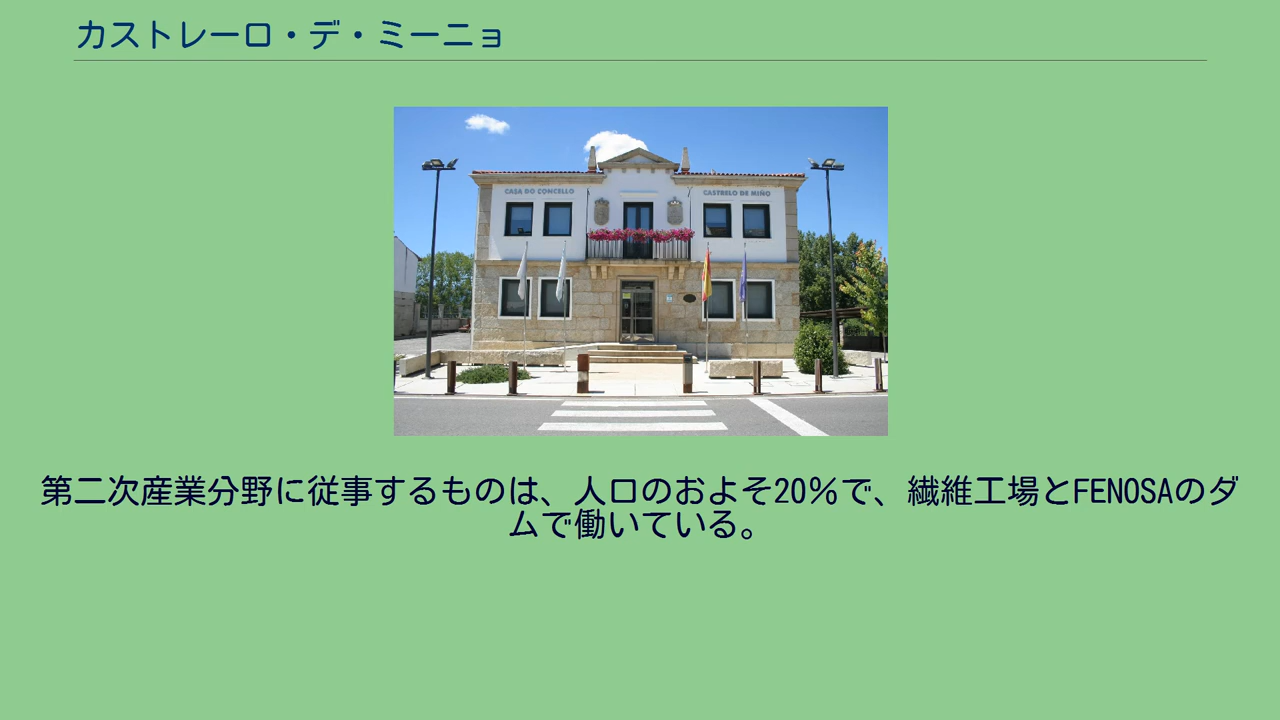 カストレーロ・デ・ミーニョ
CASA DO CONCELLO
CASTRELO DE MIÑO
第二次産業分野に従事するものは、人口のおよそ20%で、繊維工場とFENOSAのダ
ムで働いている。